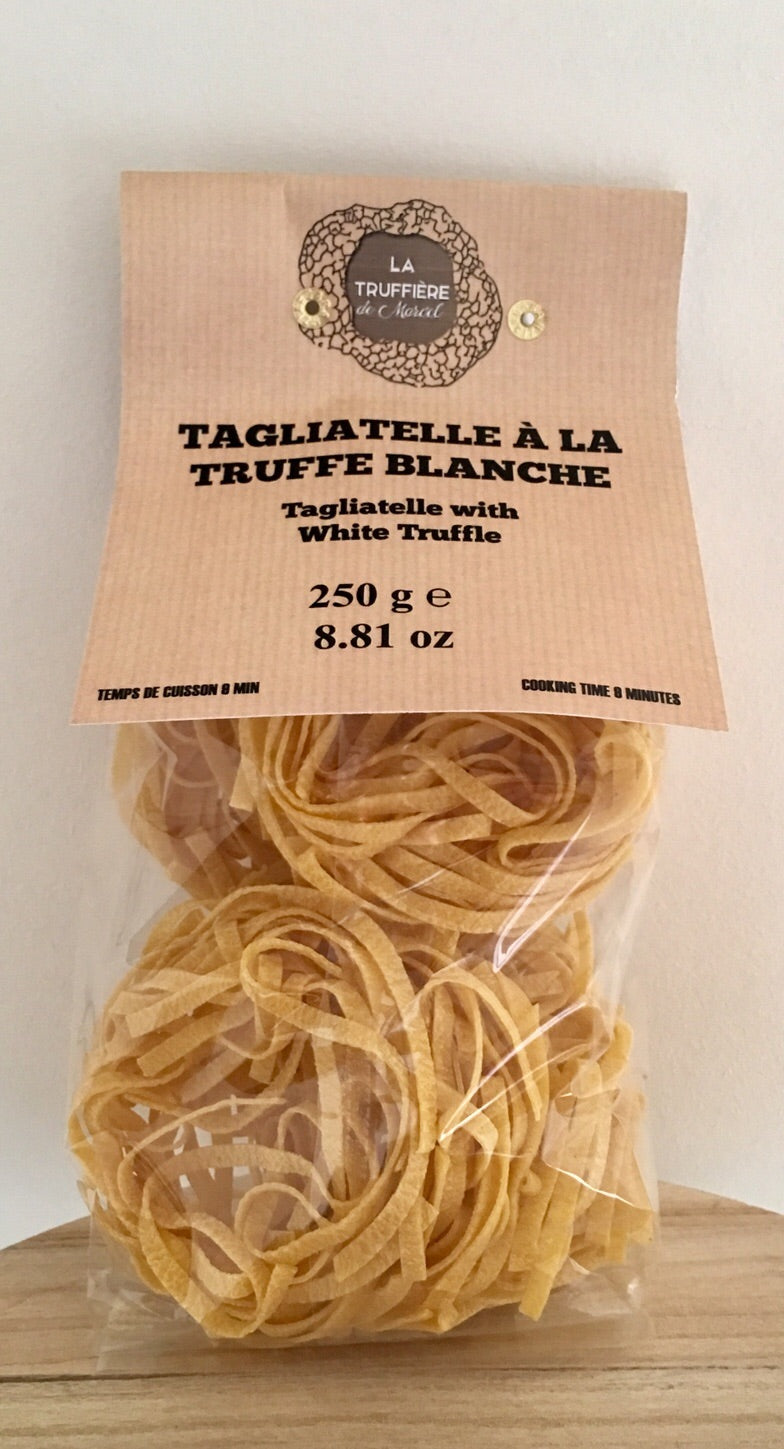 LA
TRUFFIÈRE
de Marcel
TAGLIATELLE À LA
TRUFFE BLANCHE
Tagliatelle with
White Truffle
250 g ℮
8.81 oz
TEMPS DE CUISSON 8 MIN
COOKING TIME 8 MINUTES